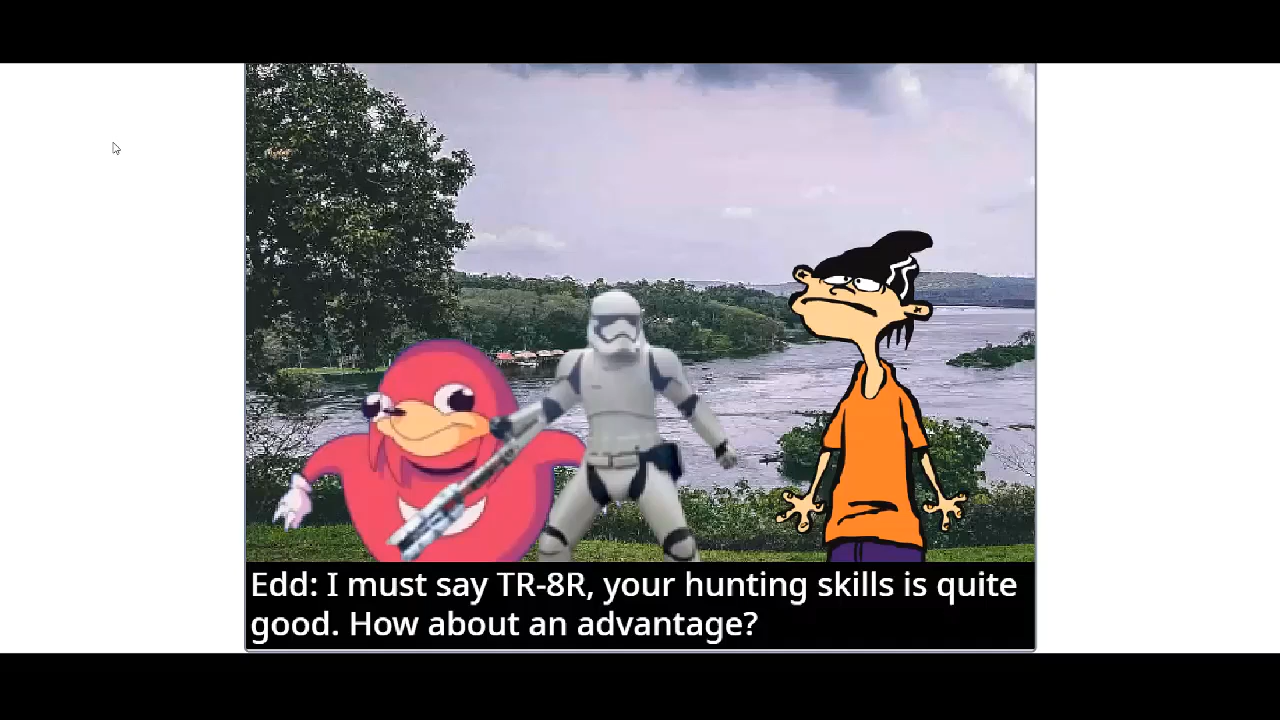 Edd: I must say TR-8R, your hunting skills is quite
good. How about an advantage?